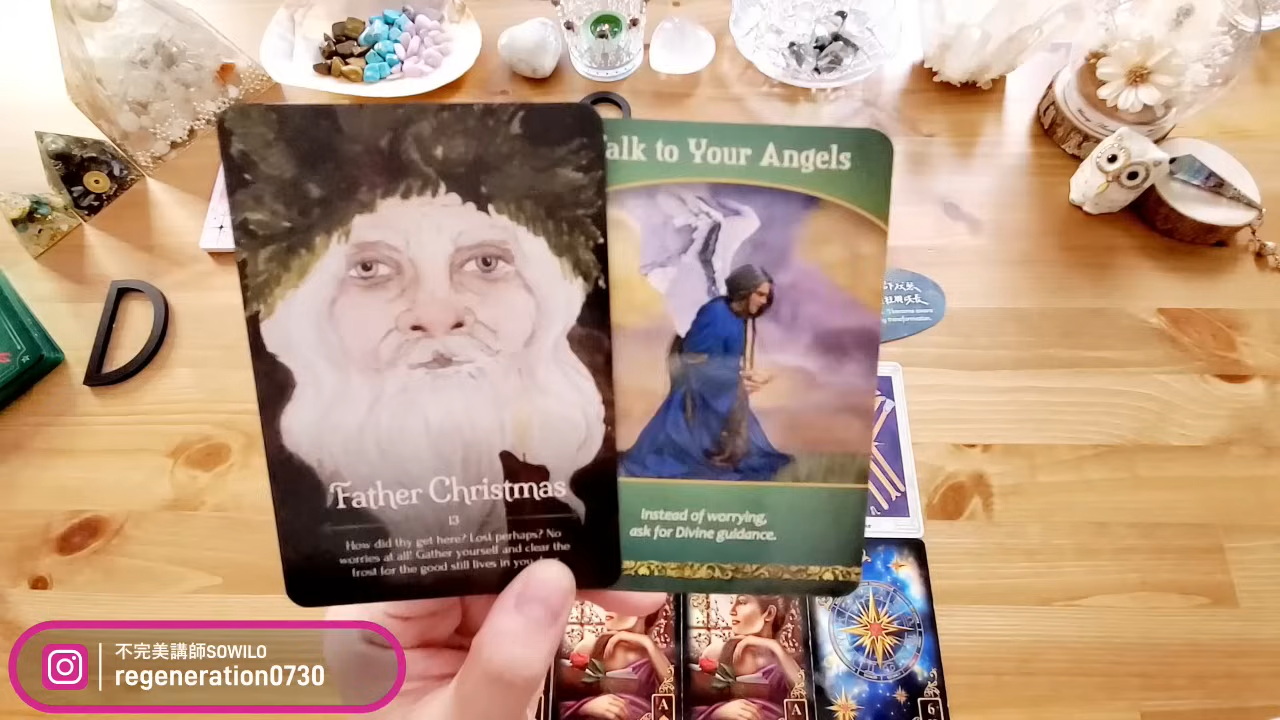 alk to Your Angels
Instead of worrying,
ask for Divine guidance.
Father Christmas
13
How did thy get here? Lost perhaps? No
worries at all! Gather yourself and clear the
frost for the good still lives in you
A
A
6
D
transformation.
不完美講師SOWILO
regeneration0730